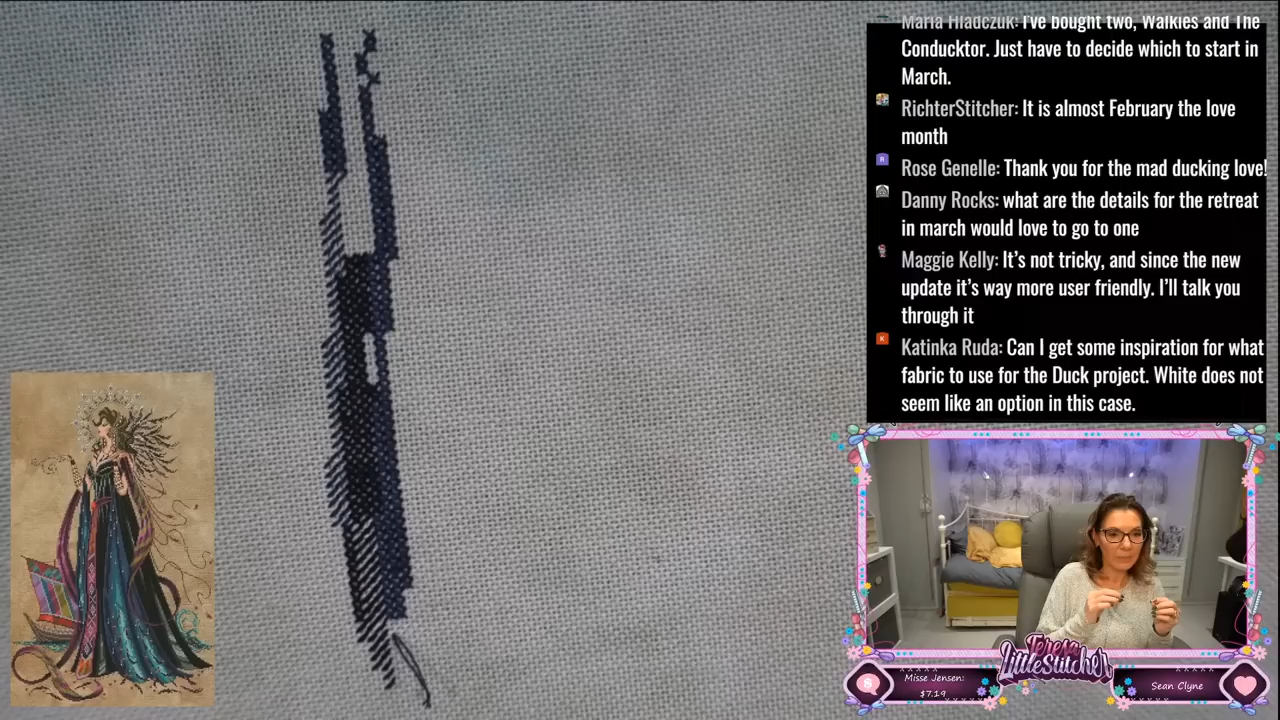 Maria Hladczuk: I've bought two, Walkies and The
Conducktor. Just have to decide which to start in
March.
RichterStitcher: It is almost February the love
month
Rose Genelle: Thank you for the mad ducking love!
Danny Rocks: what are the details for the retreat
in march would love to go to one
Maggie Kelly: It's not tricky, and since the new
update it's way more user friendly. I'll talk you
through it
Katinka Ruda: Can I get some inspiration for what
fabric to use for the Duck project. White does not
seem like an option in this case.
Teresa
LittleStitcher
Misse Jensen:
$7.19
Sean Clyne